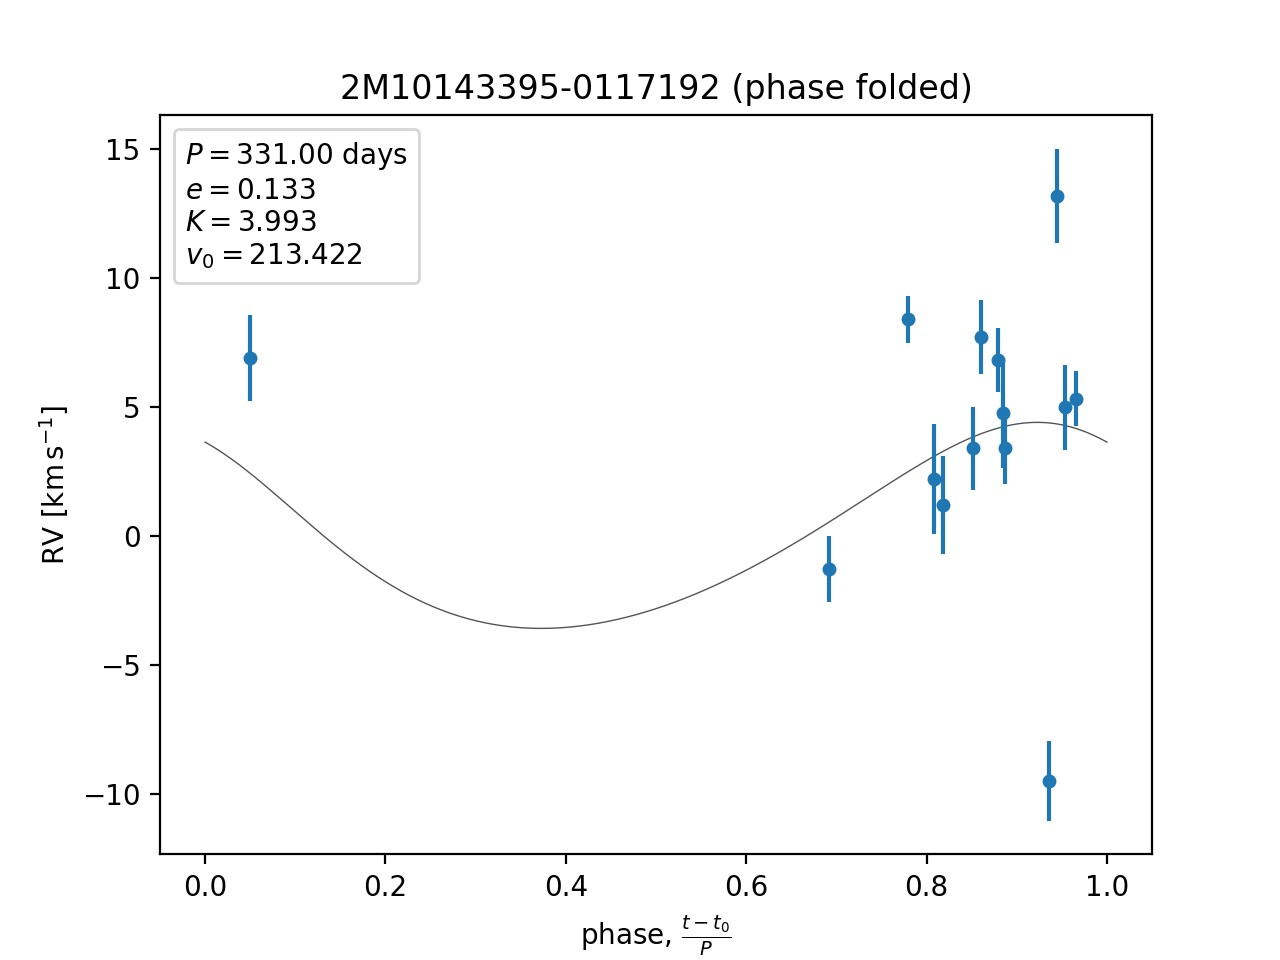 2M10143395-0117192 (phase folded)
P = 331.00 days
e = 0.133
K = 3.993
v₀ = 213.422
15
10
5
0
−5
−10
RV [km s⁻¹]
0.0 0.2 0.4 0.6 0.8 1.0
phase, (t − t₀)/P